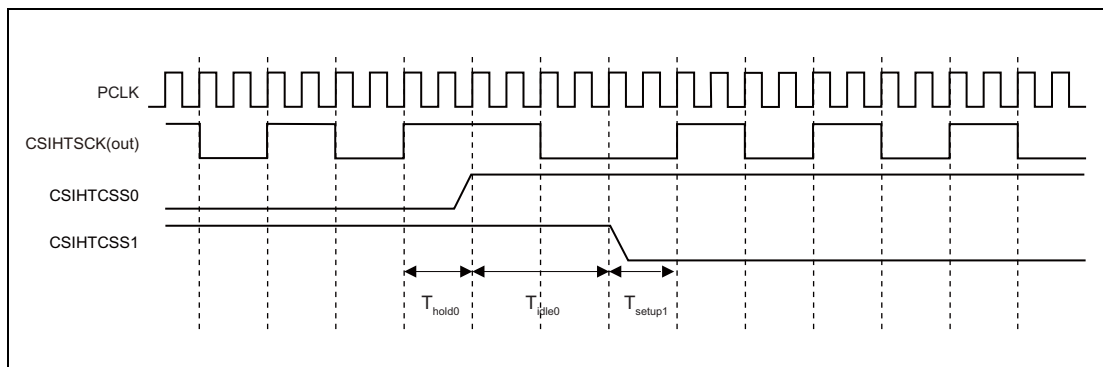 PCLK
CSIHTSCK(out)
CSIHTCSS0
CSIHTCSS1
Thold0 Tidle0 Tsetup1